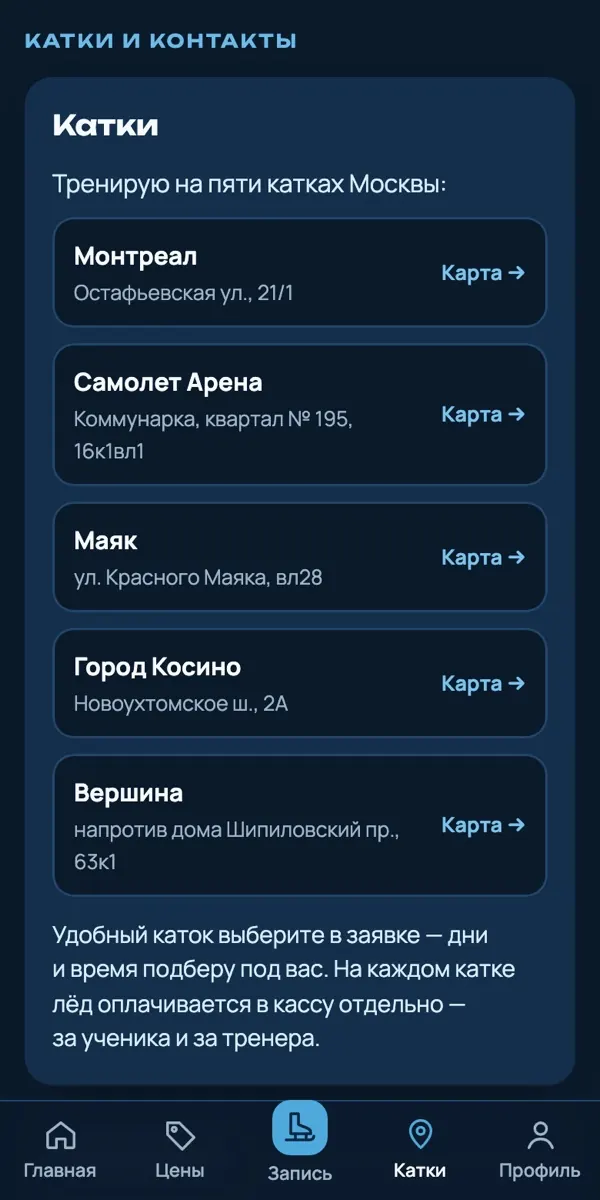 КАТКИ И КОНТАКТЫ
Катки
Тренирую на пяти катках Москвы:
Монтреал
Остафьевская ул., 21/1
Карта →
Самолет Арена
Коммунарка, квартал № 195,
16к1вл1
Карта →
Маяк
ул. Красного Маяка, вл28
Карта →
Город Косино
Новоухтомское ш., 2А
Карта →
Вершина
напротив дома Шипиловский пр.,
63к1
Карта →
Удобный каток выберите в заявке — дни
и время подберу под вас. На каждом катке
лёд оплачивается в кассу отдельно —
за ученика и за тренера.
Главная
Цены
Запись
Катки
Профиль